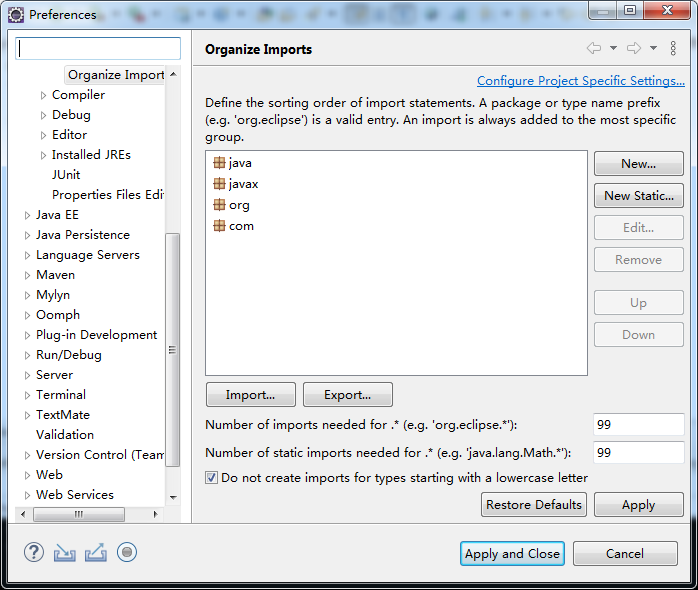 Preferences
Organize Imports
Configure Project Specific Settings...
Define the sorting order of import statements. A package or type name prefix
(e.g. 'org.eclipse') is a valid entry. An import is always added to the most specific
group.
Organize Import
Compiler
Debug
Editor
Installed JREs
JUnit
Properties Files Edi
Java EE
Java Persistence
Language Servers
Maven
Mylyn
Oomph
Plug-in Development
Run/Debug
Server
Terminal
TextMate
Validation
Version Control (Team
Web
Web Services
java
javax
org
com
New...
New Static...
Edit...
Remove
Up
Down
Import...
Export...
Number of imports needed for .* (e.g. 'org.eclipse.*'):
99
Number of static imports needed for .* (e.g. 'java.lang.Math.*'):
99
Do not create imports for types starting with a lowercase letter
Restore Defaults
Apply
?
Apply and Close
Cancel